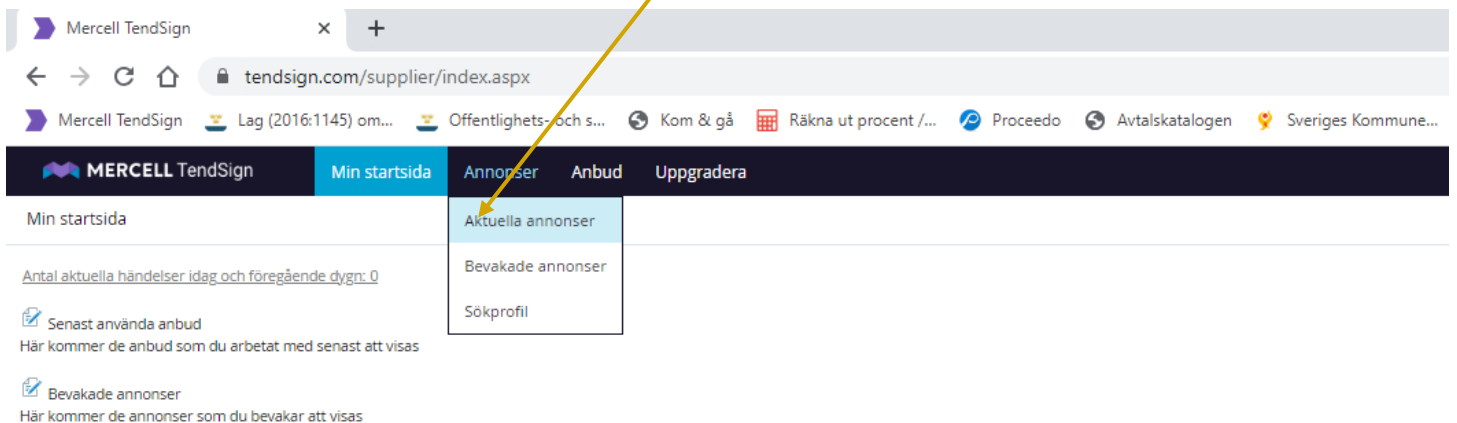 Mercell TendSign
tendsign.com/supplier/index.aspx
Mercell TendSign Lag (2016:1145) om... Offentlighets- och s... Kom & gå Räkna ut procent /... Proceedo Avtalskatalogen Sveriges Kommune...
MERCELL TendSign Min startsida Annonser Anbud Uppgradera
Min startsida
Aktuella annonser
Bevakade annonser
Sökprofil
Antal aktuella händelser idag och föregående dygn: 0
Senast använda anbud
Här kommer de anbud som du arbetat med senast att visas
Bevakade annonser
Här kommer de annonser som du bevakar att visas